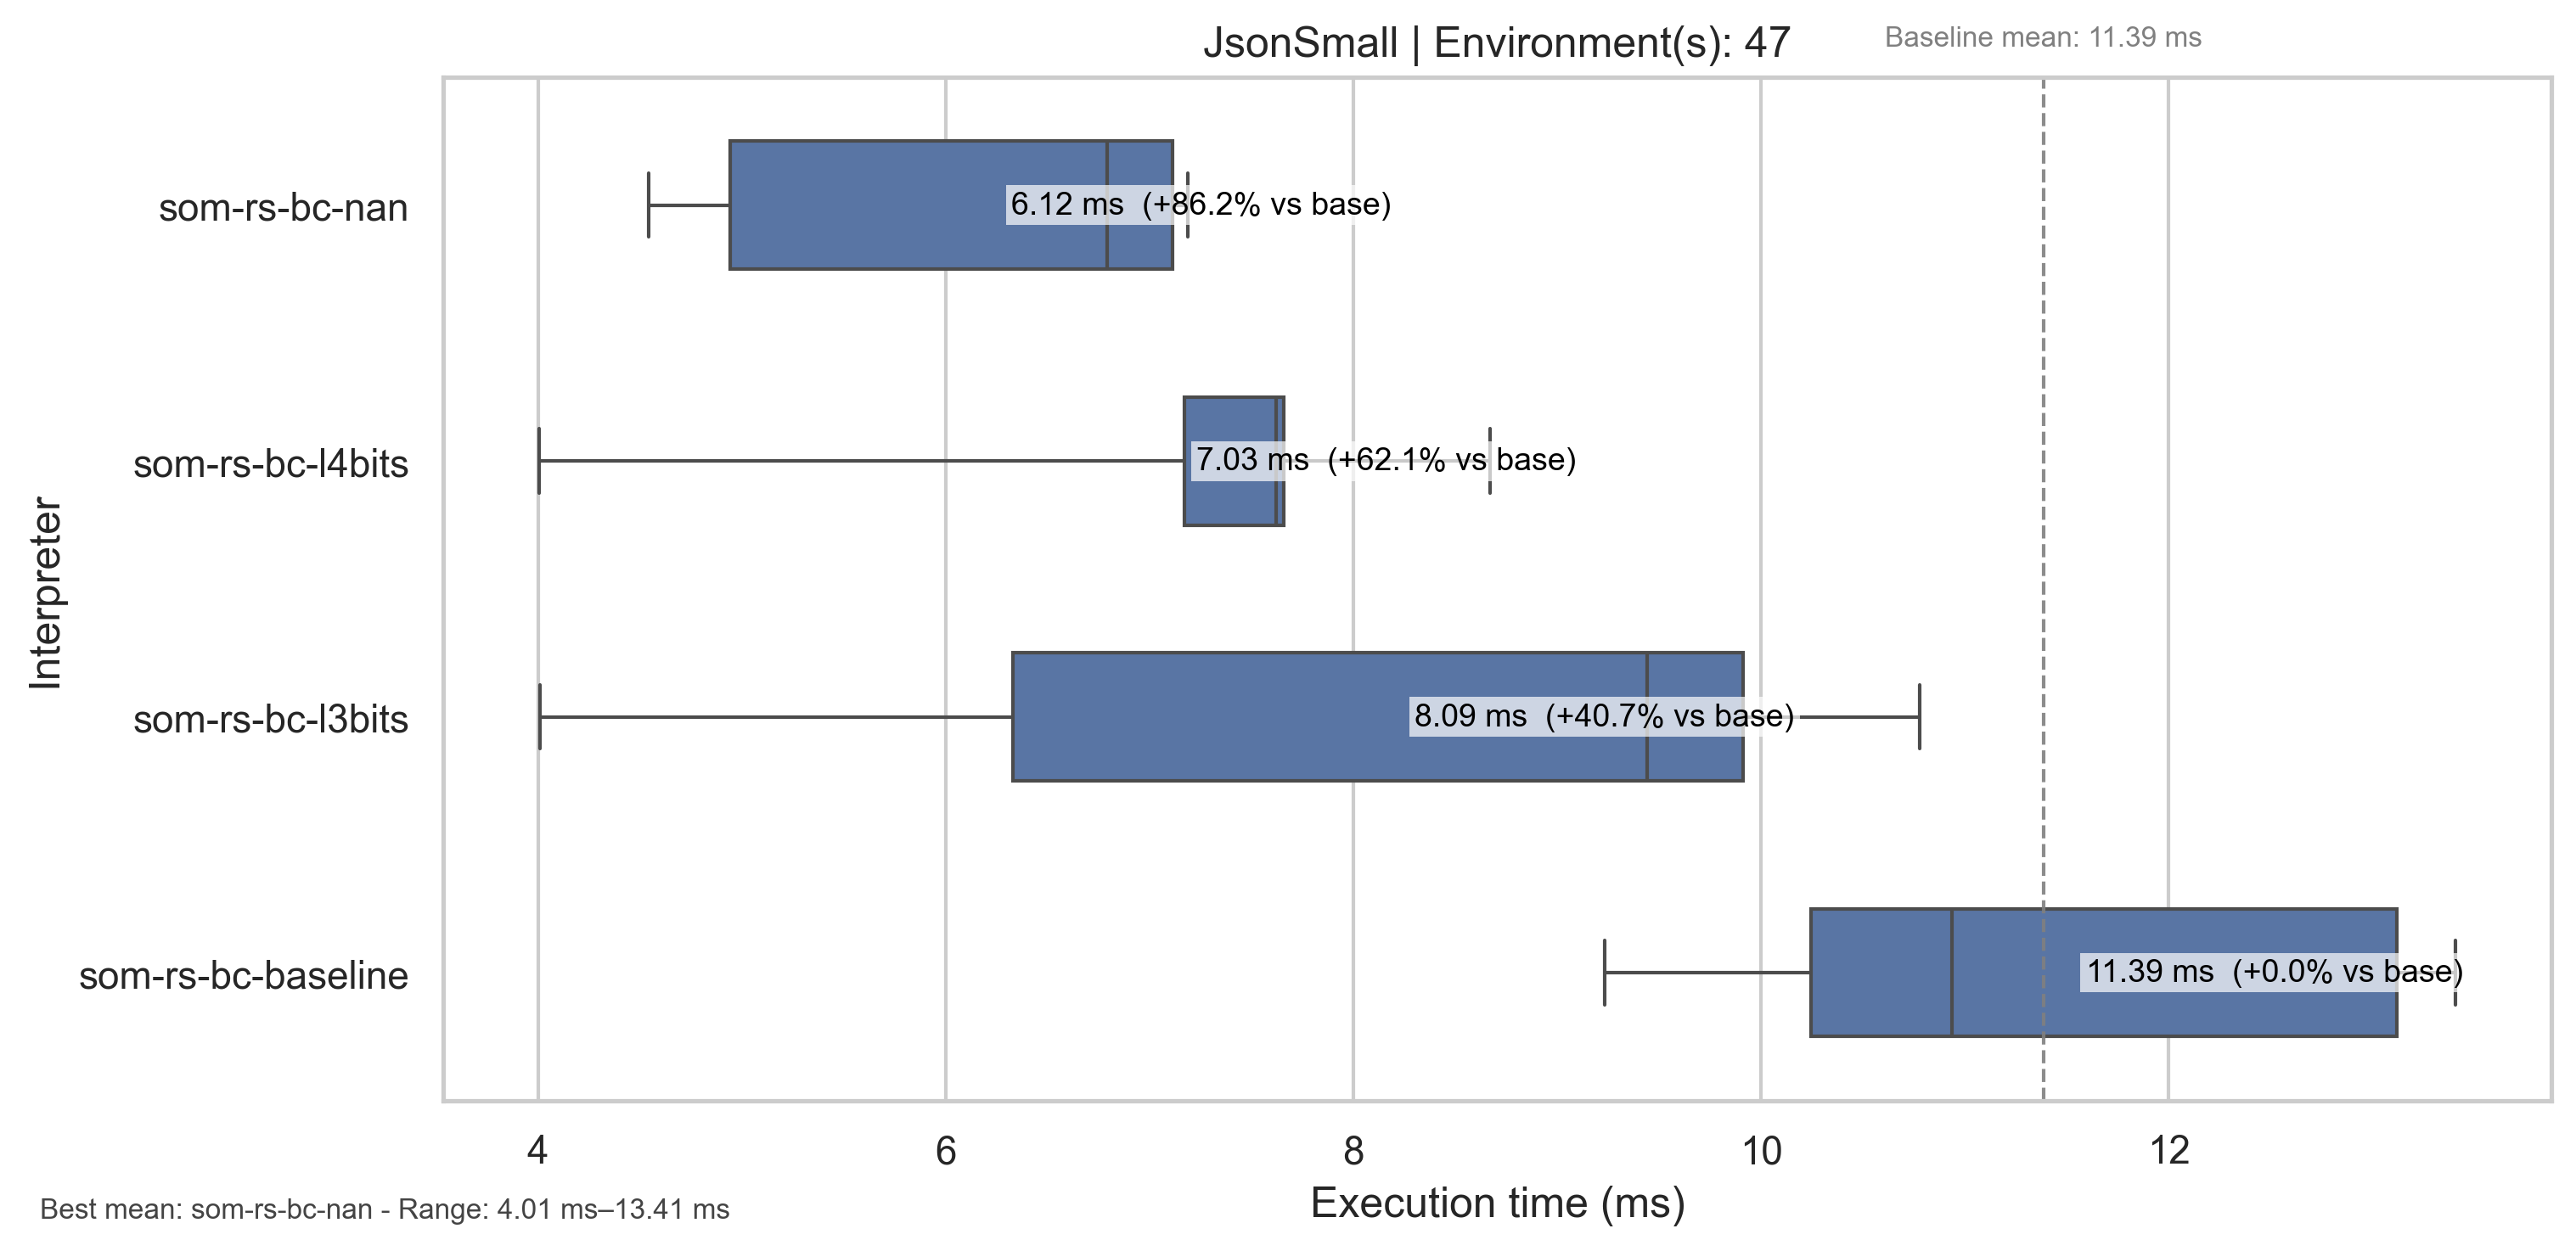 JsonSmall | Environment(s): 47
Baseline mean: 11.39 ms
Interpreter
som-rs-bc-nan
6.12 ms (+86.2% vs base)
som-rs-bc-l4bits
7.03 ms (+62.1% vs base)
som-rs-bc-l3bits
8.09 ms (+40.7% vs base)
som-rs-bc-baseline
11.39 ms (+0.0% vs base)
4 6 8 10 12
Execution time (ms)
Best mean: som-rs-bc-nan - Range: 4.01 ms–13.41 ms